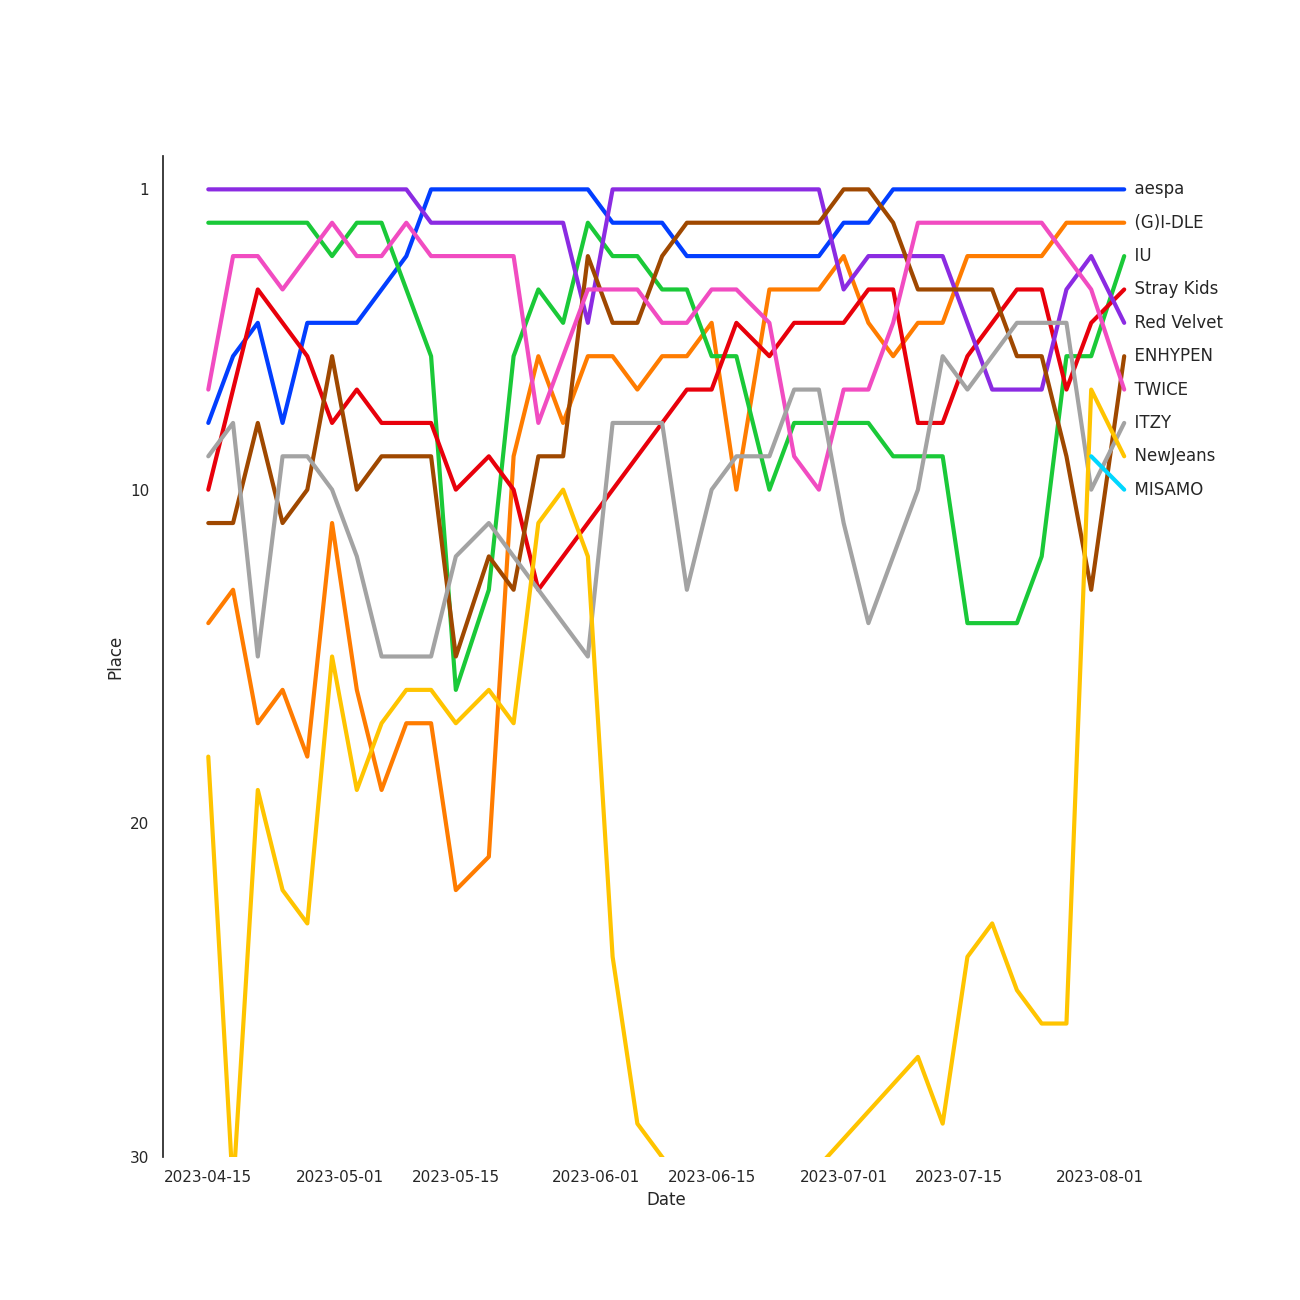 1
10
20
30
Place
aespa
(G)I-DLE
IU
Stray Kids
Red Velvet
ENHYPEN
TWICE
ITZY
NewJeans
MISAMO
2023-04-15 2023-05-01 2023-05-15 2023-06-01 2023-06-15 2023-07-01 2023-07-15 2023-08-01
Date